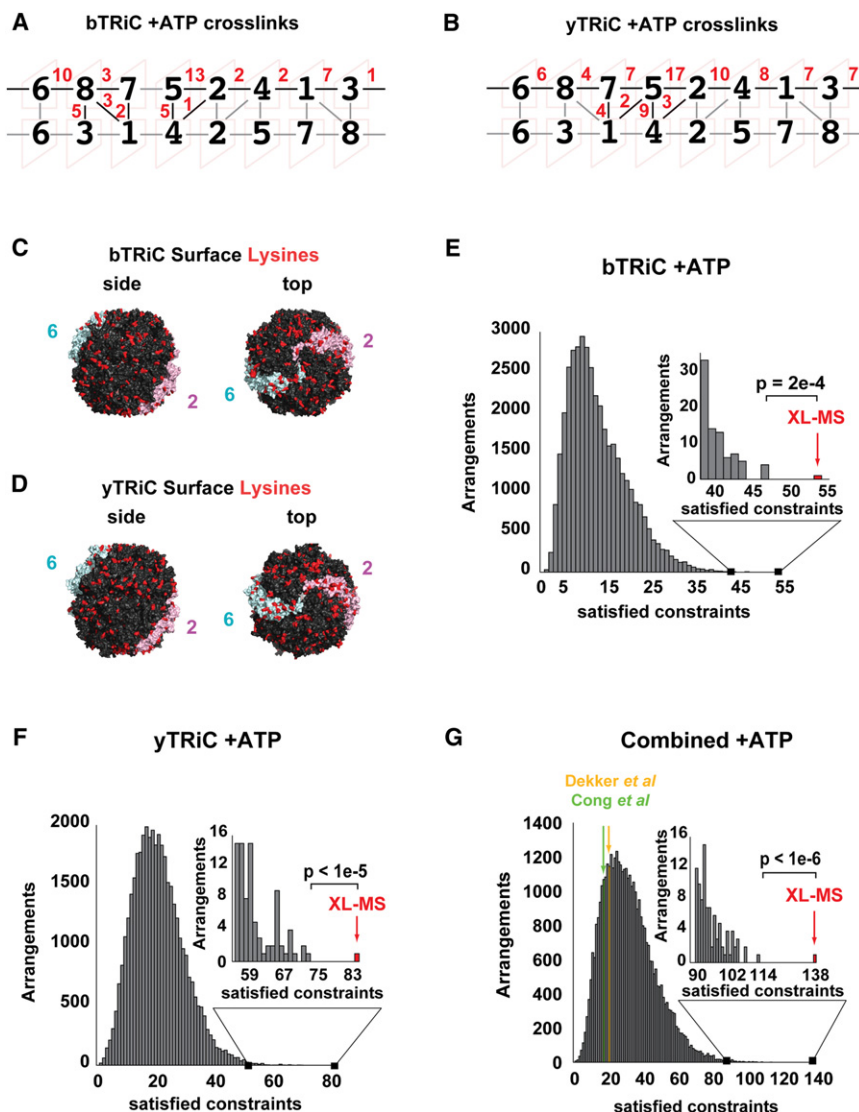 A
bTRiC +ATP crosslinks
10 3 13 2 2 7 1
6 8 7 5 2 4 1 3
5 3 2 5 1
6 3 1 4 2 5 7 8
B
yTRiC +ATP crosslinks
6 4 7 17 10 8 7 7
6 8 7 5 2 4 1 3
4 2 9 3
6 3 1 4 2 5 7 8
C
bTRiC Surface Lysines
side top
6 2 6 2
D
yTRiC Surface Lysines
side top
6 2 6 2
E
bTRiC +ATP
Arrangements
3000
2500
2000
1500
1000
500
0
0 5 15 25 35 45 55
satisfied constraints
Arrangements
30
20
10
0
40 45 50 55
satisfied constraints
p = 2e-4
XL-MS
F
yTRiC +ATP
Arrangements
2000
1500
1000
500
0
0 20 40 60 80
satisfied constraints
Arrangements
16
12
8
4
0
59 67 75 83
satisfied constraints
p < 1e-5
XL-MS
G
Combined +ATP
Dekker et al
Cong et al
Arrangements
1400
1200
1000
800
600
400
200
0
0 20 40 60 80 100 120 140
satisfied constraints
Arrangements
16
12
8
4
0
90 102 114 138
satisfied constraints
p < 1e-6
XL-MS